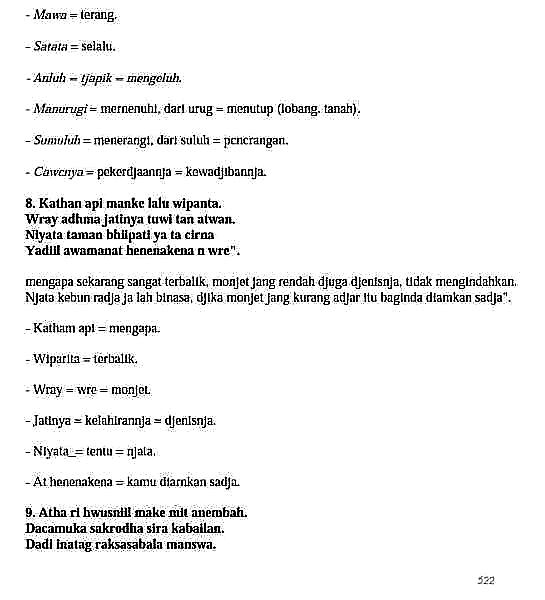 - Mawa = terang.
- Satata = selalu.
- Anluh = tjapik = mengeluh.
- Manurugi = mernenuhi, dari urug = menutup (lobang, tanah).
- Sumuluh = menerangi, dari suluh = pcncrangan.
- Cawcnya = pekerdjaannja = kewadjibannja.
8. Kathan api manke lalu wipanta.
Wray adhma jatinya tuwi tan atwan.
Niyata taman bhiipati ya ta cirna
Yadiil awamanat henenakena n wre".
mengapa sekarang sangat terbalik, monjet jang rendah djuga djenisnja, tidak mengindahkan.
Njata kebun radja ja lah binasa, djika monjet jang kurang adjar itu baginda diamkan sadja".
- Katham api = mengapa.
- Wiparita = terbalik.
- Wray = wre = monjet.
- Jatinya = kelahirannja = djenisnja.
- Niyata_= tentu = njata.
- At henenakena = kamu diarnkan sadja.
9. Atha ri hwusniil make mit anembah.
Dacamuka sakrodha sira kabailan.
Dadi inatag raksasabala manswa.
522